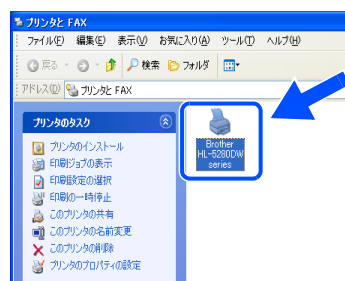 プリンタと FAX
ファイル(F) 編集(E) 表示(V) お気に入り(A) ツール(T) ヘルプ(H)
戻る 検索 フォルダ
アドレス(D) プリンタと FAX
プリンタのタスク
プリンタのインストール
印刷ジョブの表示
印刷設定の選択
印刷の一時停止
このプリンタの共有
このプリンタの名前変更
このプリンタの削除
プリンタのプロパティの設定
Brother
HL-5280DW
series